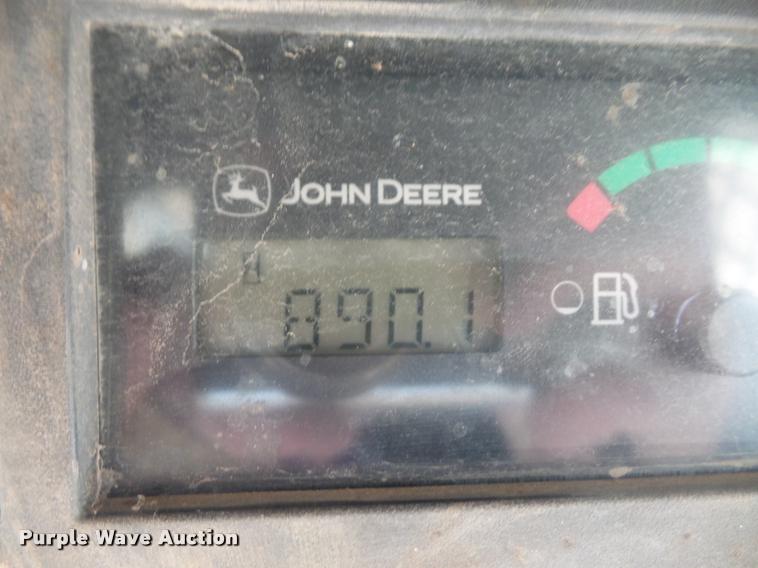 JOHN DEERE
890.1
Purple Wave Auction